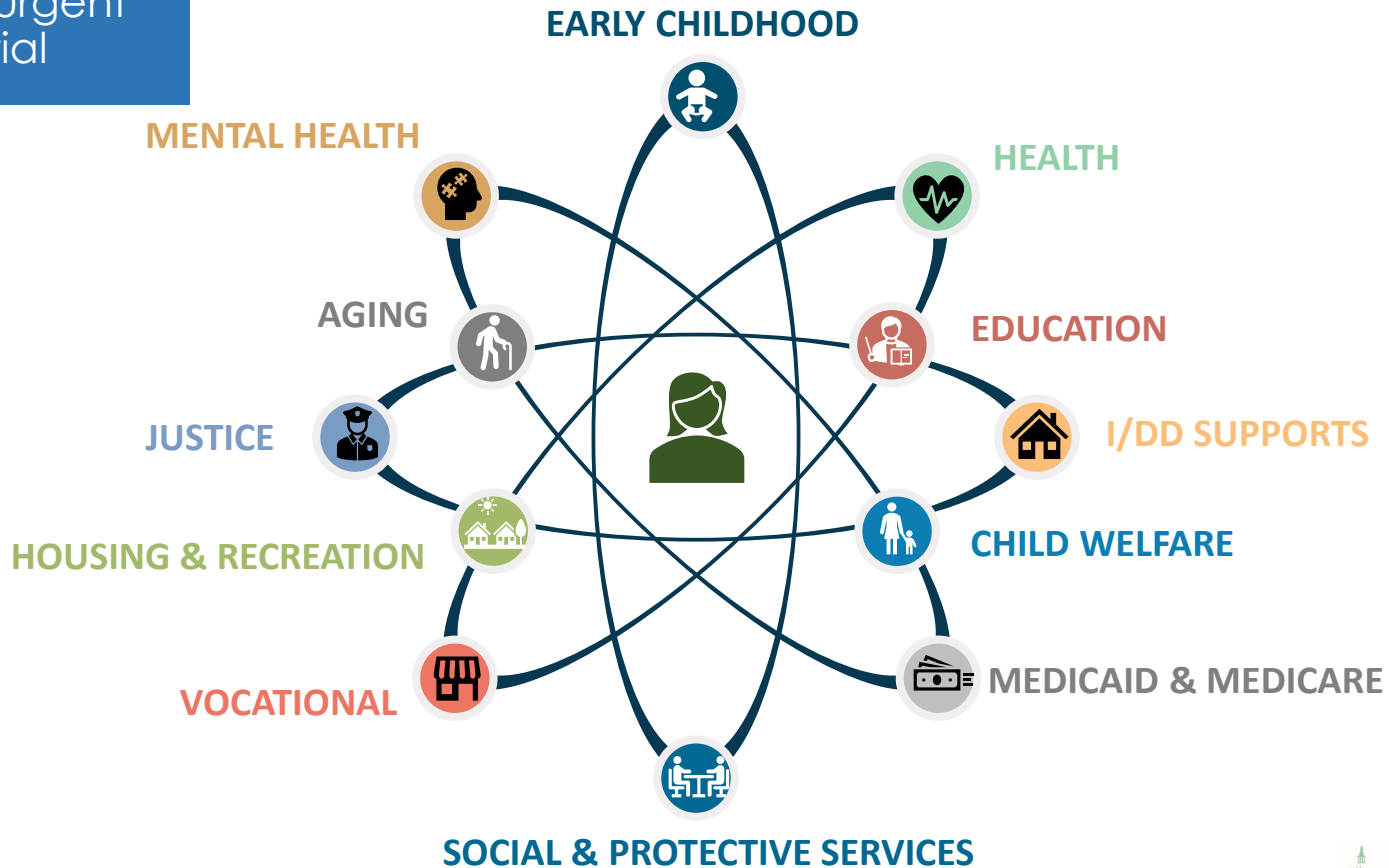 urgent
EARLY CHILDHOOD
MENTAL HEALTH
HEALTH
AGING
EDUCATION
JUSTICE
I/DD SUPPORTS
HOUSING & RECREATION
CHILD WELFARE
VOCATIONAL
MEDICAID & MEDICARE
SOCIAL & PROTECTIVE SERVICES